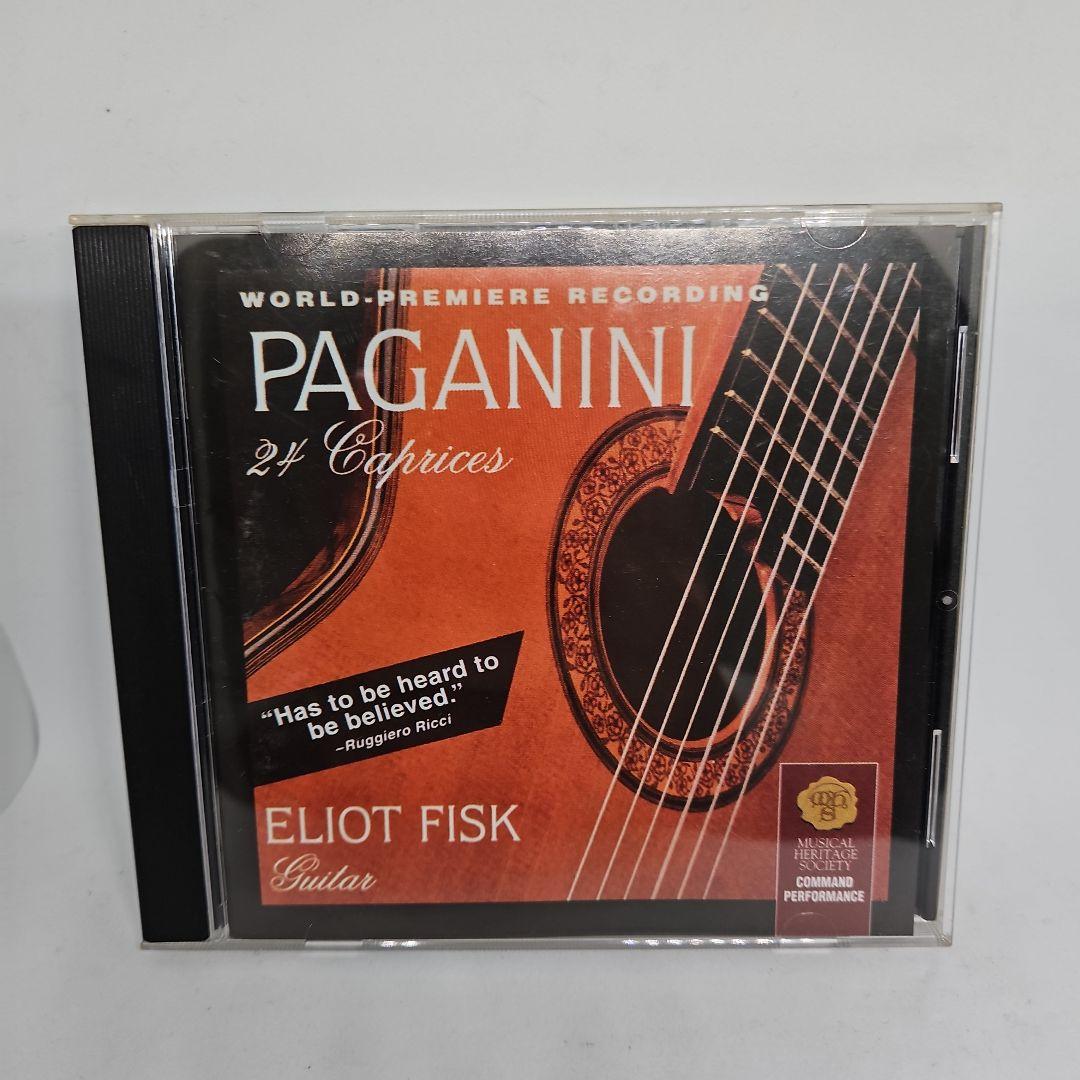 WORLD-PREMIERE RECORDING
PAGANINI
24 Caprices
“Has to be heard to
be believed.”
–Ruggiero Ricci
ELIOT FISK
Guitar
MUSICAL
HERITAGE
SOCIETY
COMMAND
PERFORMANCE